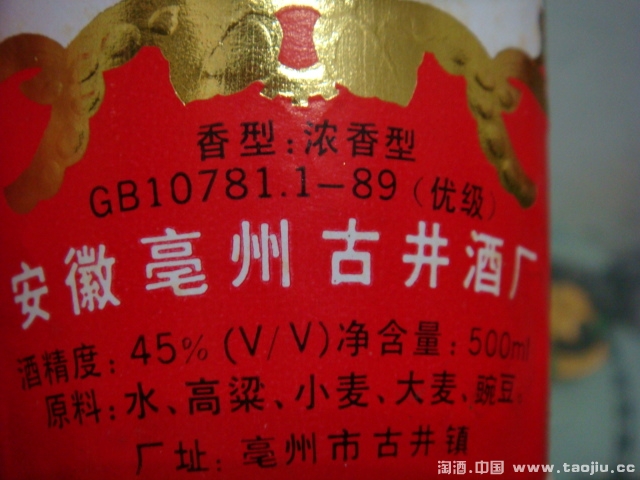 香型:浓香型
GB10781.1-89(优级)
安徽亳州古井酒厂
酒精度:45%(V/V)净含量:500ml
原料:水、高粱、小麦、大麦、豌豆。
厂址:亳州市古井镇
淘酒.中国 www.taojiu.cc